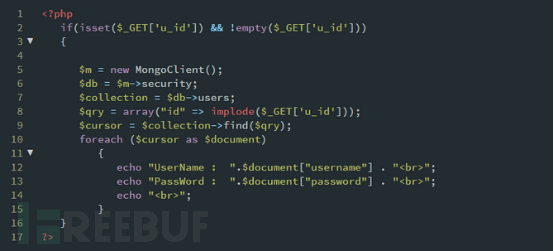 1 <?php
2 if(isset($_GET['u_id']) && !empty($_GET['u_id']))
3 {
4
5 $m = new MongoClient();
6 $db = $m->security;
7 $collection = $db->users;
8 $qry = array("id" => implode($_GET['u_id']));
9 $cursor = $collection->find($qry);
10 foreach ($cursor as $document)
11 {
12 echo "UserName :  ".$document["username"] . "<br>";
13 echo "PassWord :  ".$document["password"] . "<br>";
14 echo "<br>";
15 }
16 }
17 ?>
REEBUF